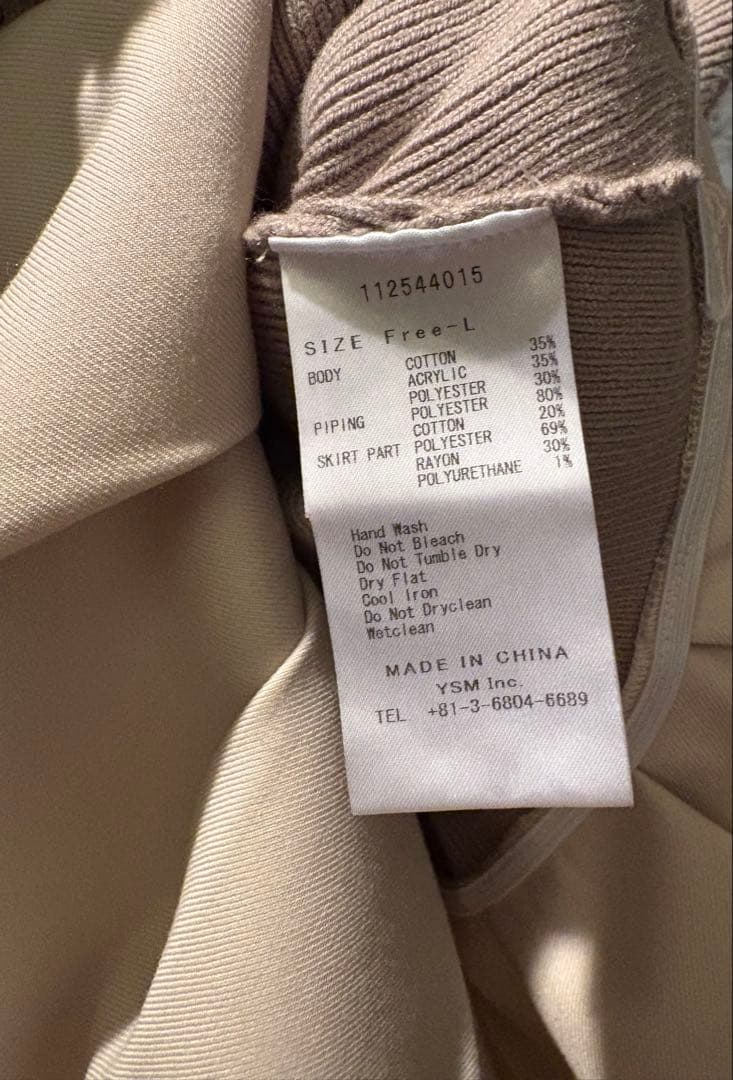 112544015
SIZE Free-L
BODY COTTON 35%
ACRYLIC 35%
POLYESTER 30%
PIPING POLYESTER 80%
COTTON 20%
SKIRT PART POLYESTER 69%
RAYON 30%
POLYURETHANE 1%
Hand Wash
Do Not Bleach
Do Not Tumble Dry
Dry Flat
Cool Iron
Do Not Dryclean
Wetclean
MADE IN CHINA
YSM Inc.
TEL +81-3-6804-6689